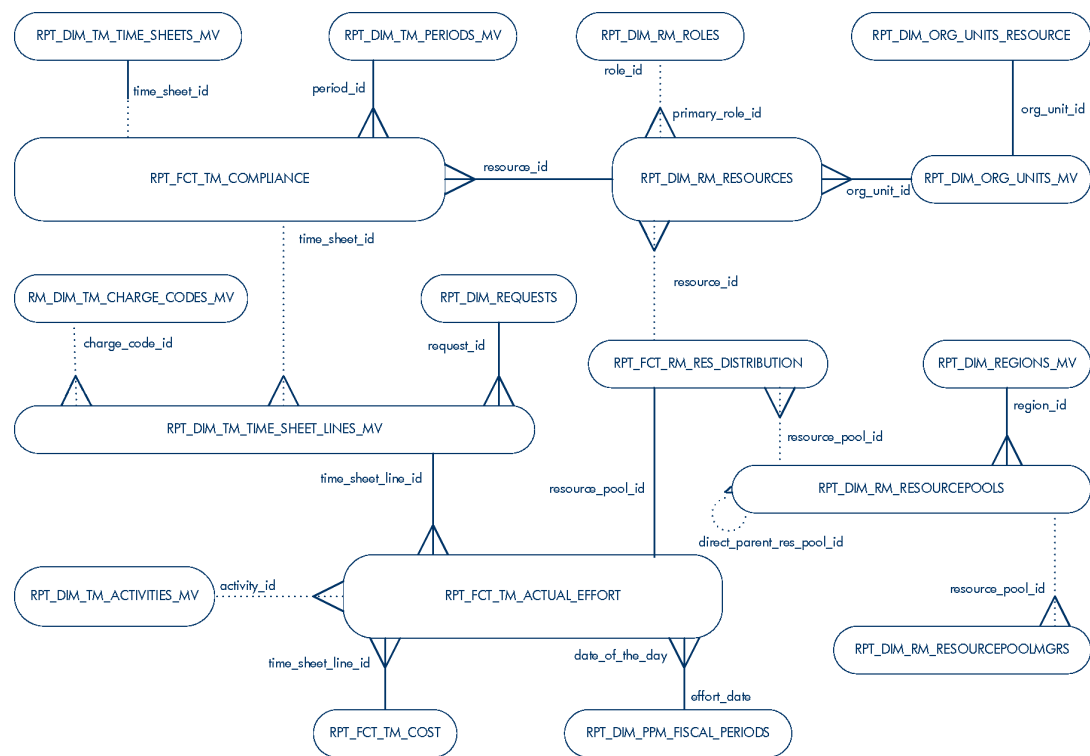 RPT_DIM_TM_TIME_SHEETS_MV
RPT_DIM_TM_PERIODS_MV
RPT_DIM_RM_ROLES
RPT_DIM_ORG_UNITS_RESOURCE
role_id
time_sheet_id
period_id
primary_role_id
org_unit_id
RPT_FCT_TM_COMPLIANCE
resource_id
RPT_DIM_RM_RESOURCES
org_unit_id
RPT_DIM_ORG_UNITS_MV
time_sheet_id
resource_id
RM_DIM_TM_CHARGE_CODES_MV
RPT_DIM_REQUESTS
charge_code_id
request_id
RPT_FCT_RM_RES_DISTRIBUTION
RPT_DIM_REGIONS_MV
region_id
RPT_DIM_TM_TIME_SHEET_LINES_MV
resource_pool_id
time_sheet_line_id
resource_pool_id
RPT_DIM_RM_RESOURCEPOOLS
direct_parent_res_pool_id
activity_id
RPT_DIM_TM_ACTIVITIES_MV
RPT_FCT_TM_ACTUAL_EFFORT
resource_pool_id
RPT_DIM_RM_RESOURCEPOOLMGRS
time_sheet_line_id
date_of_the_day
effort_date
RPT_FCT_TM_COST
RPT_DIM_PPM_FISCAL_PERIODS